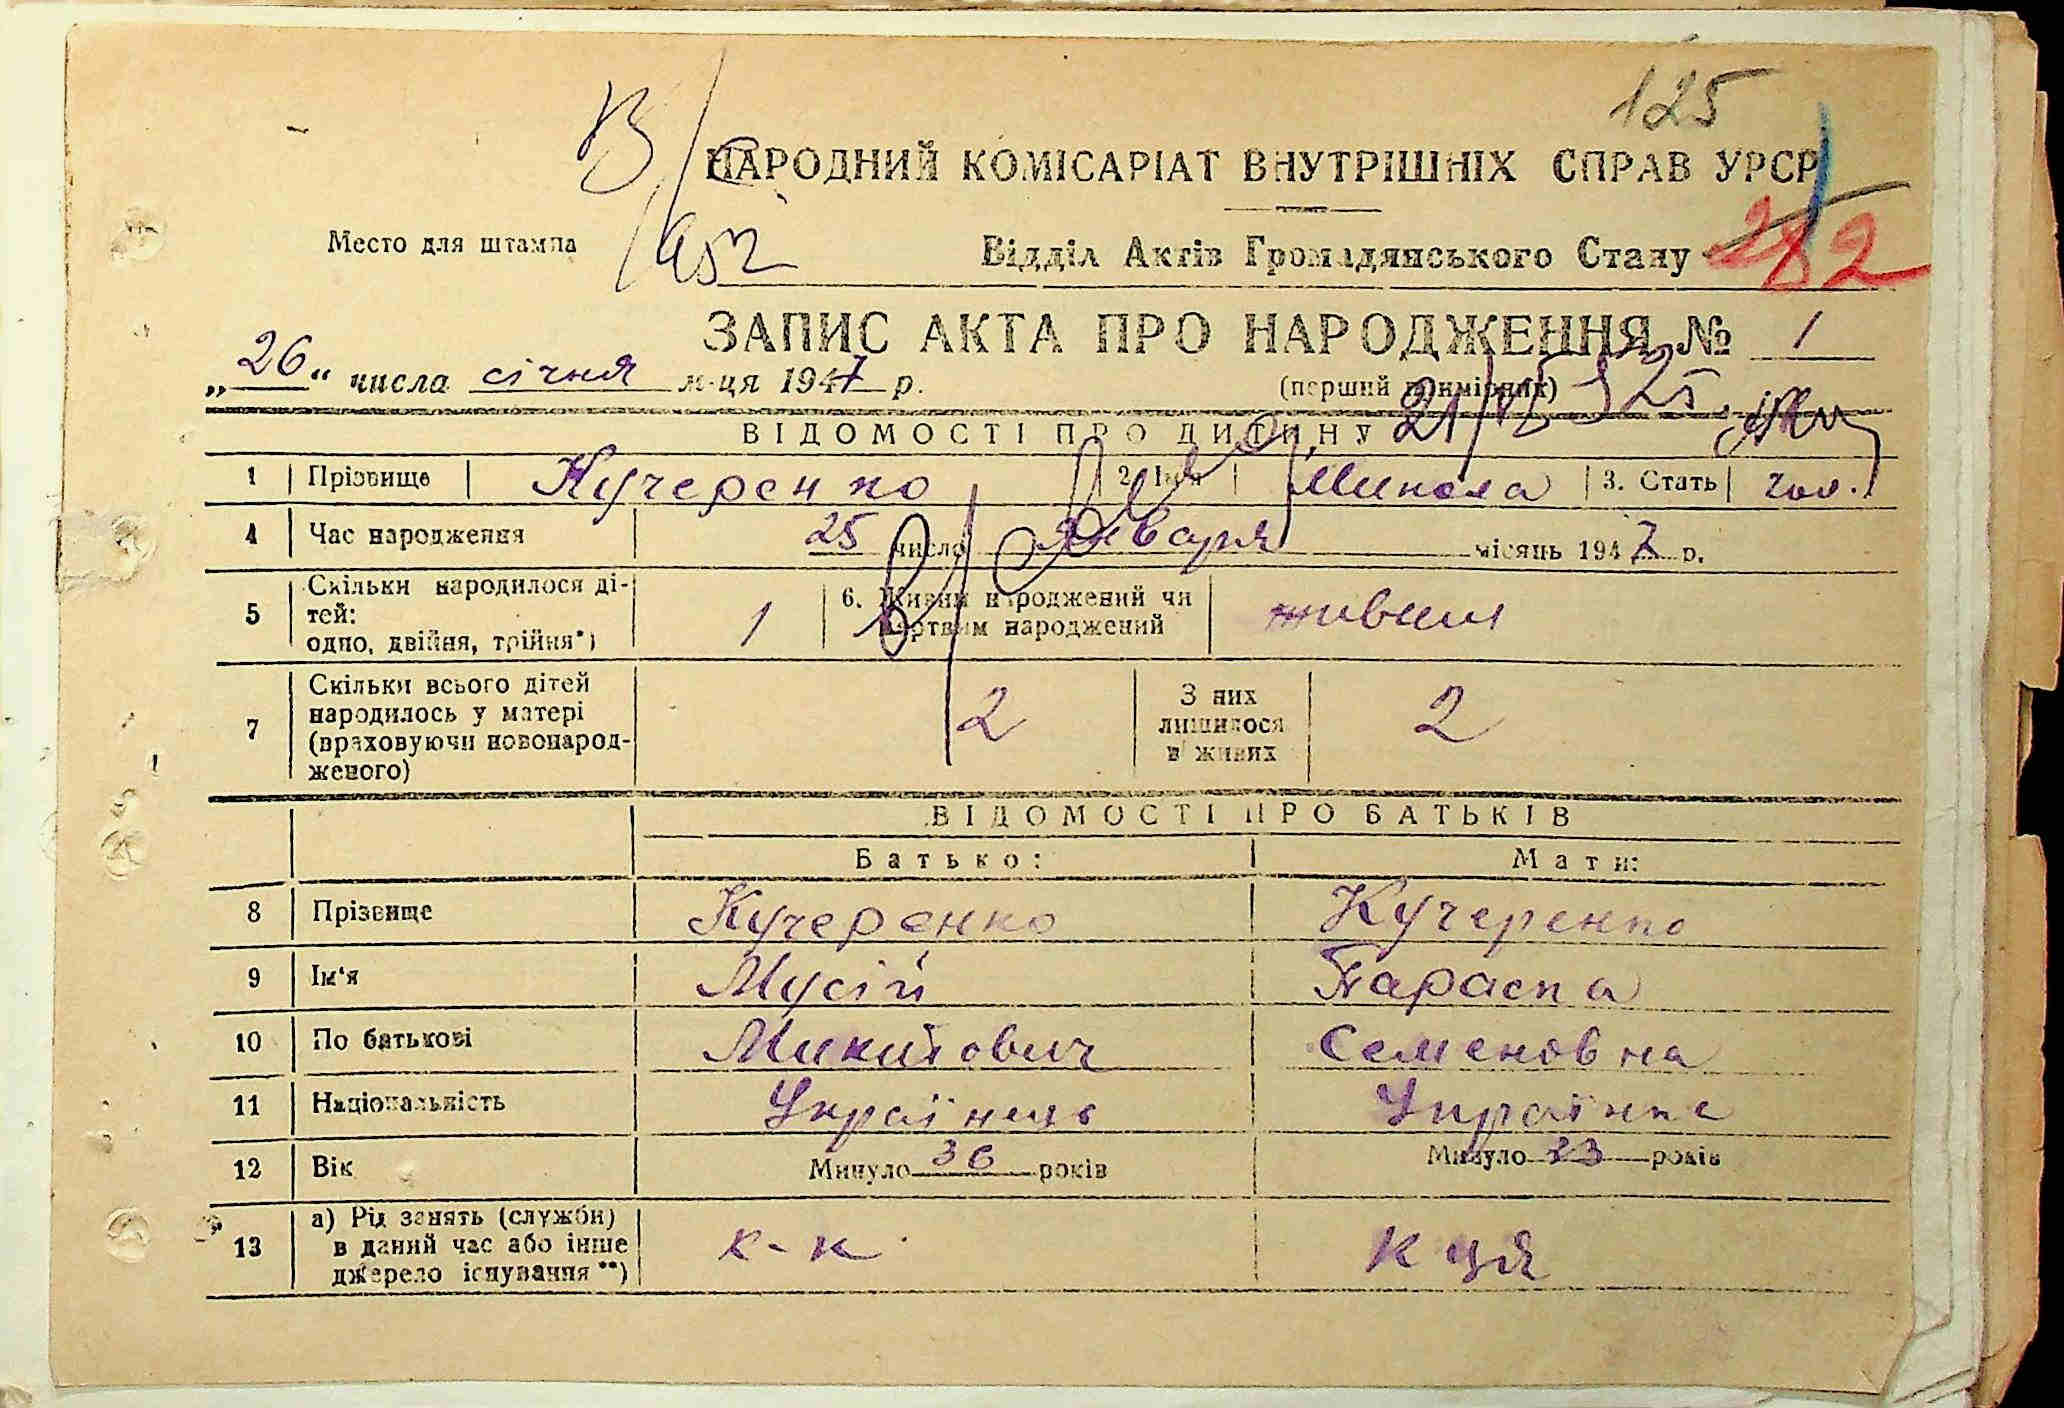 125
В/с
НАРОДНИЙ КОМІСАРІАТ ВНУТРІШНІХ СПРАВ УРСР
Место для штампа
Відділ Актів Громадянського Стану 282
ЗАПИС АКТА ПРО НАРОДЖЕННЯ № 1
„26“ числа січня м-ця 1947 р. (перший примірник)
ВІДОМОСТІ ПРО ДИТИНУ
1 Прізвище Кучеренко 2. Ім'я Микола 3. Стать чол.
4 Час народження 25 число января місяць 1947 р.
5 Скільки народилося ді-
тей:
одно, двійня, трійня*) 1 6. Живим народжений чи
мертвим народжений живим
7 Скільки всього дітей
народилось у матері
(враховуючи новонарод-
женого) 2 З них
лишилося
в живих 2
ВІДОМОСТІ ПРО БАТЬКІВ
Батько: Мати:
8 Прізвище Кучеренко Кучеренко
9 Ім'я Мусій Параска
10 По батькові Микитович Семеновна
11 Національність Українець Українка
12 Вік Минуло 36 років Минуло 33 років
13 а) Рід занять (служби)
в даний час або інше
джерело існування**) к-к к-ця